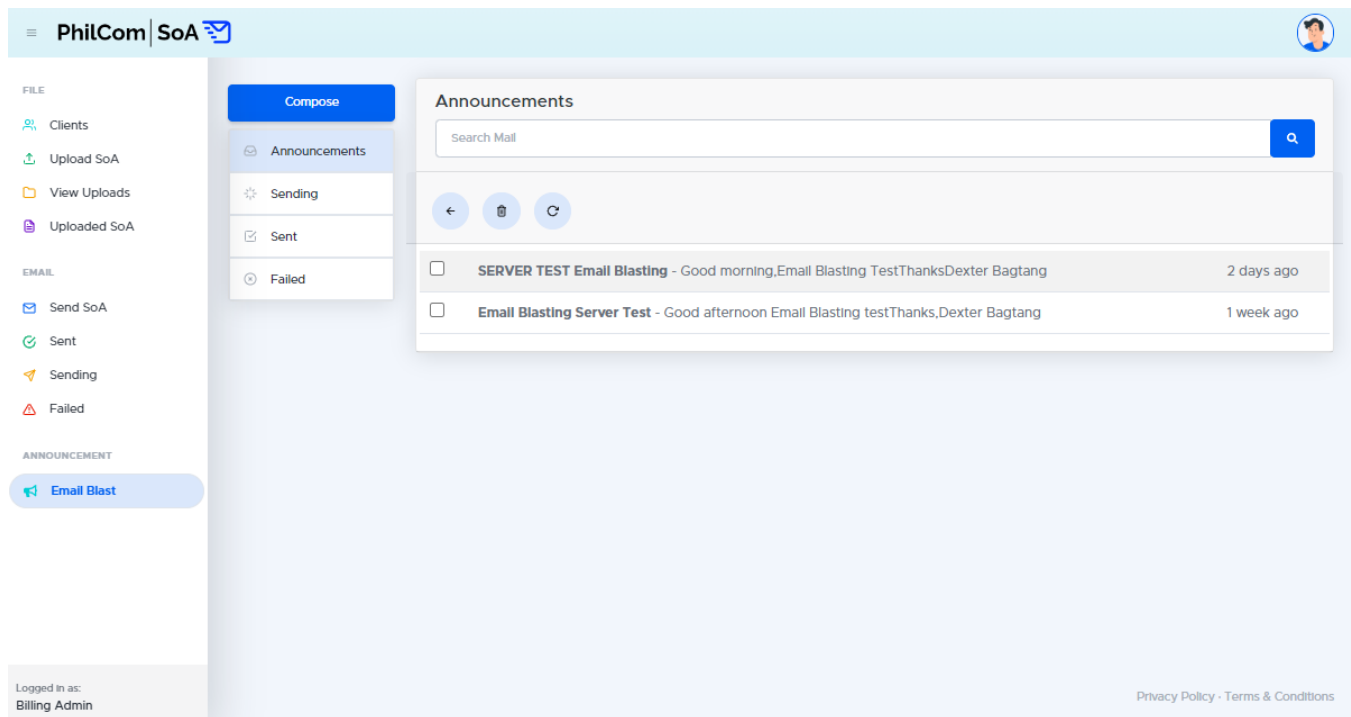 PhilCom SoA
FILE
Clients
Upload SoA
View Uploads
Uploaded SoA
EMAIL
Send SoA
Sent
Sending
Failed
ANNOUNCEMENT
Email Blast
Logged in as:
Billing Admin
Compose
Announcements
Sending
Sent
Failed
Announcements
Search Mail
SERVER TEST Email Blasting - Good morning,Email Blasting TestThanksDexter Bagtang 2 days ago
Email Blasting Server Test - Good afternoon Email Blasting testThanks,Dexter Bagtang 1 week ago
Privacy Policy · Terms & Conditions